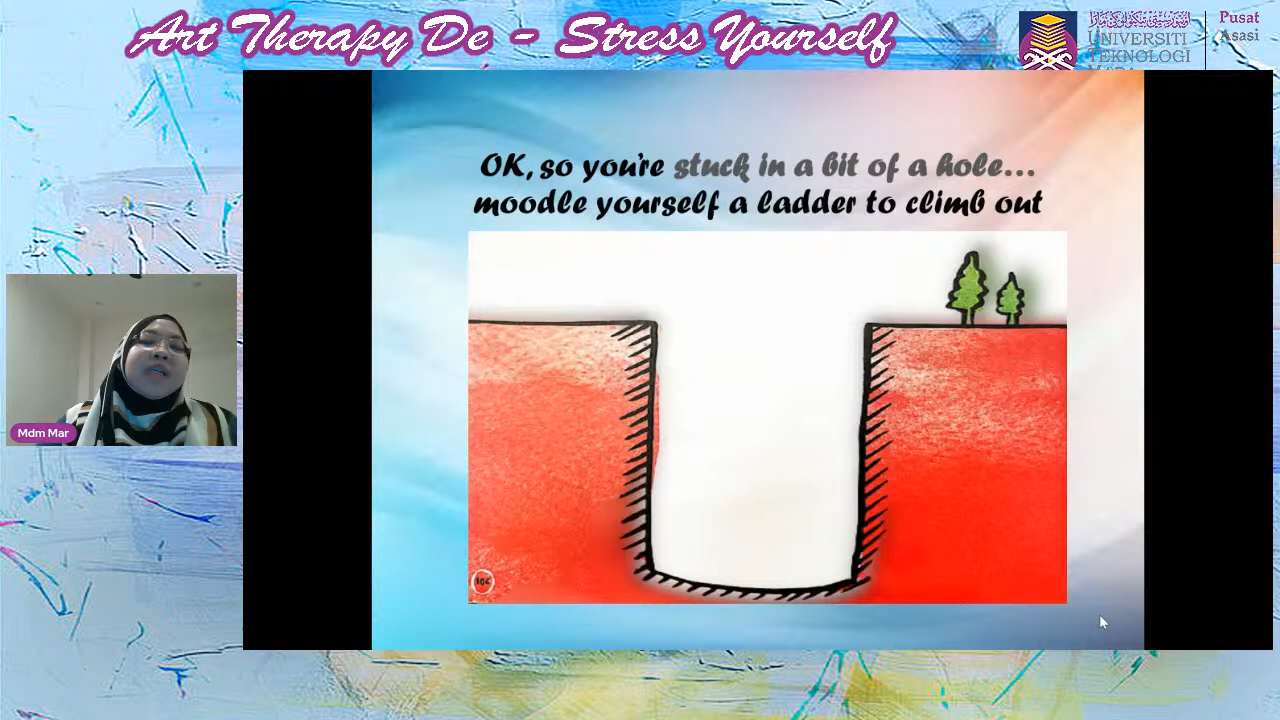 Art Therapy De - Stress Yourself
UNIVERSITI
TEKNOLOGI
Pusat
Asasi
OK, so you're stuck in a bit of a hole...
moodle yourself a ladder to climb out
Mdm Mar